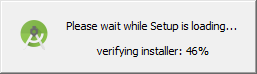 Please wait while Setup is loading...
verifying installer: 46%